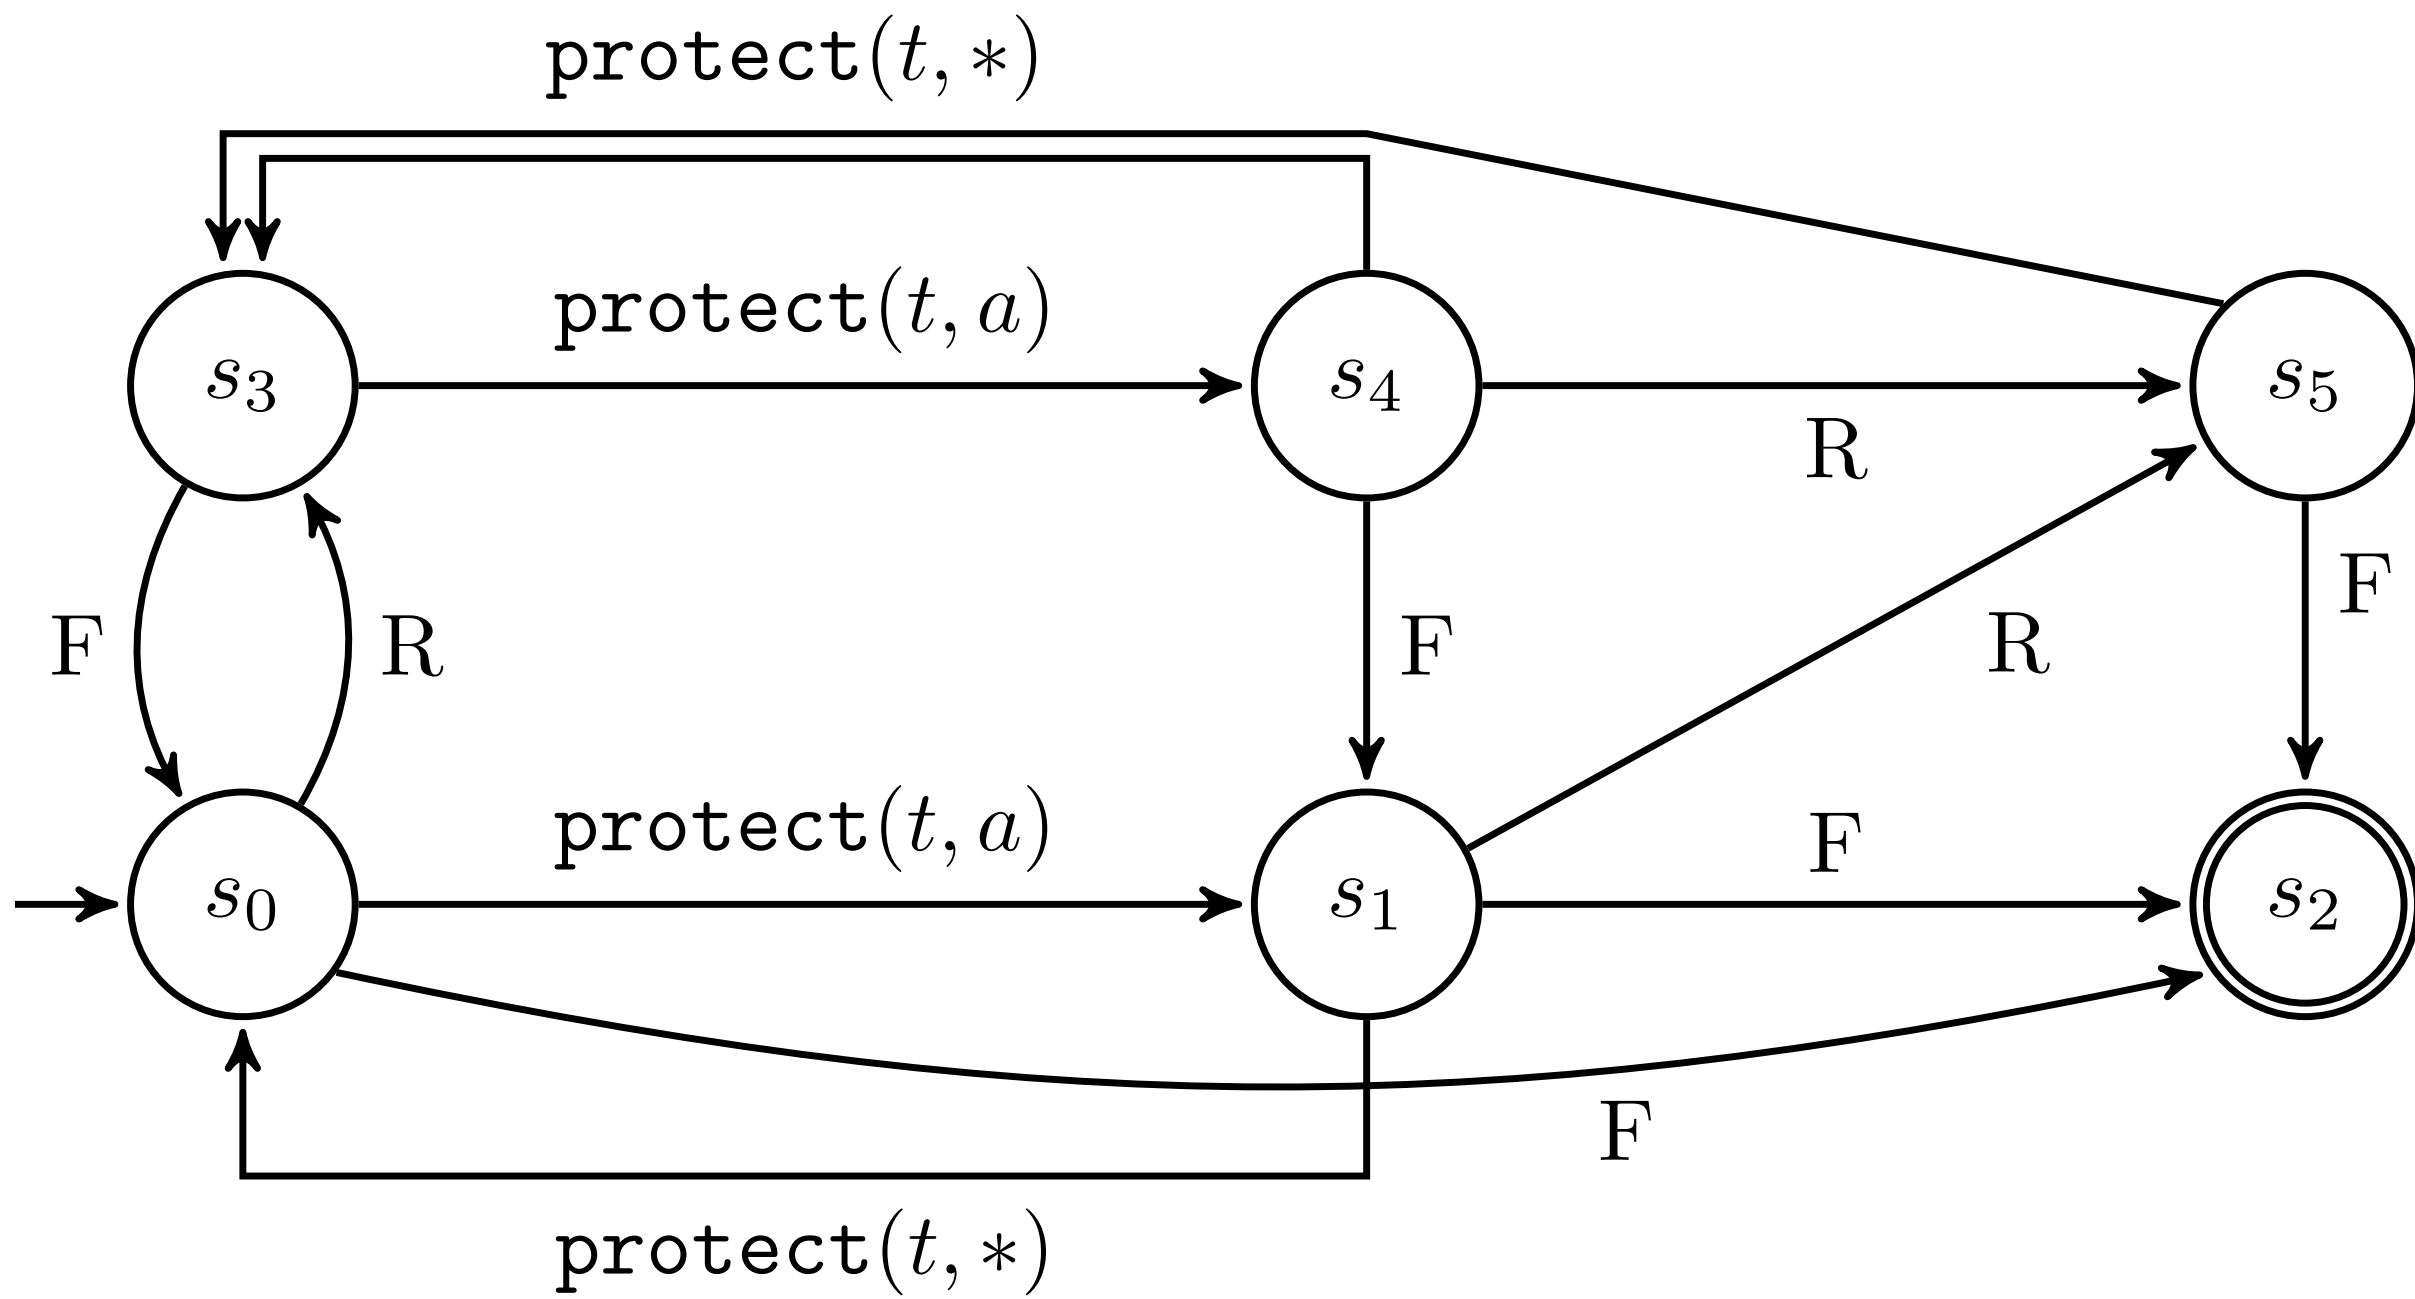 protect(t, *)
protect(t, a)
s3
s4
s5
R
F
F
R
F
R
F
protect(t, a)
s0
s1
s2
F
protect(t, *)